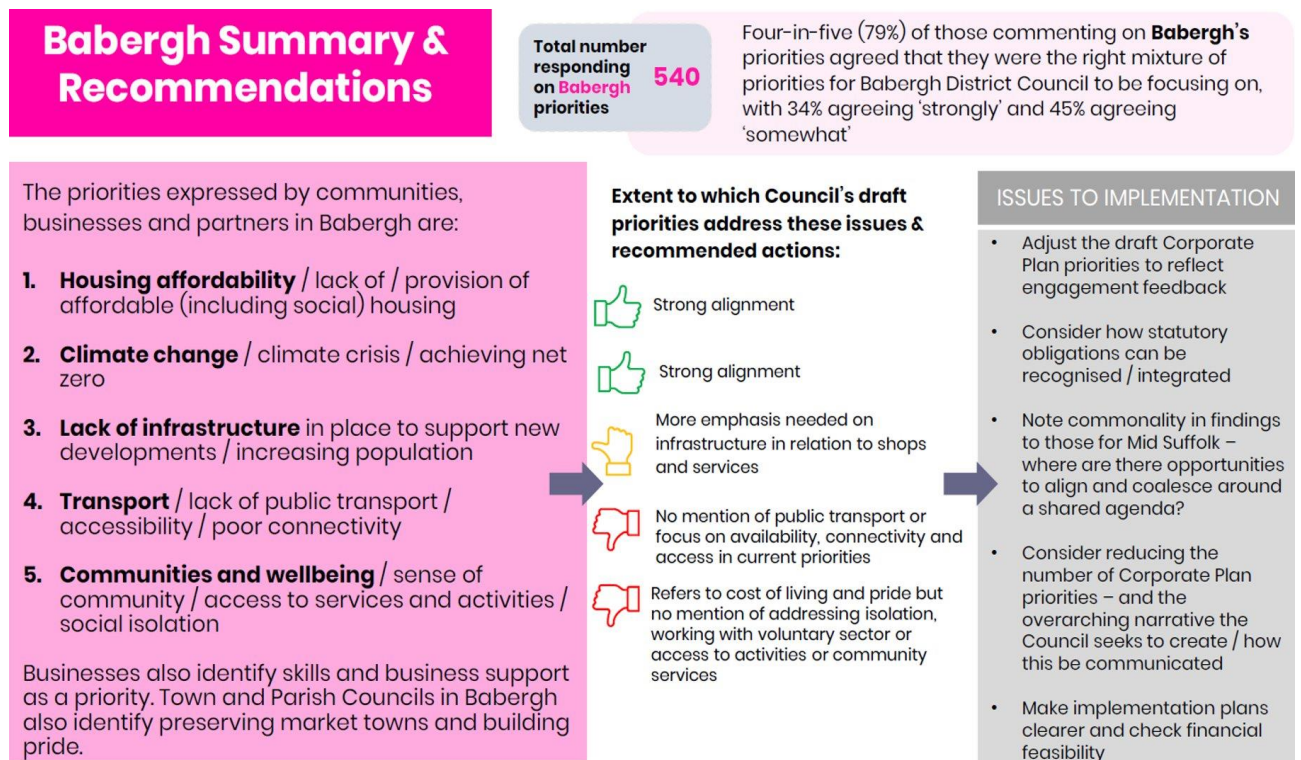 Babergh Summary &
Recommendations
Total number
responding
on Babergh
priorities
540
Four-in-five (79%) of those commenting on Babergh's
priorities agreed that they were the right mixture of
priorities for Babergh District Council to be focusing on,
with 34% agreeing 'strongly' and 45% agreeing
'somewhat'
The priorities expressed by communities,
businesses and partners in Babergh are:
1. Housing affordability / lack of / provision of
affordable (including social) housing
2. Climate change / climate crisis / achieving net
zero
3. Lack of infrastructure in place to support new
developments / increasing population
4. Transport / lack of public transport /
accessibility / poor connectivity
5. Communities and wellbeing / sense of
community / access to services and activities /
social isolation
Businesses also identify skills and business support
as a priority. Town and Parish Councils in Babergh
also identify preserving market towns and building
pride.
Extent to which Council's draft
priorities address these issues &
recommended actions:
Strong alignment
Strong alignment
More emphasis needed on
infrastructure in relation to shops
and services
No mention of public transport or
focus on availability, connectivity and
access in current priorities
Refers to cost of living and pride but
no mention of addressing isolation,
working with voluntary sector or
access to activities or community
services
ISSUES TO IMPLEMENTATION
• Adjust the draft Corporate
Plan priorities to reflect
engagement feedback
• Consider how statutory
obligations can be
recognised / integrated
• Note commonality in findings
to those for Mid Suffolk –
where are there opportunities
to align and coalesce around
a shared agenda?
• Consider reducing the
number of Corporate Plan
priorities – and the
overarching narrative the
Council seeks to create / how
this be communicated
• Make implementation plans
clearer and check financial
feasibility